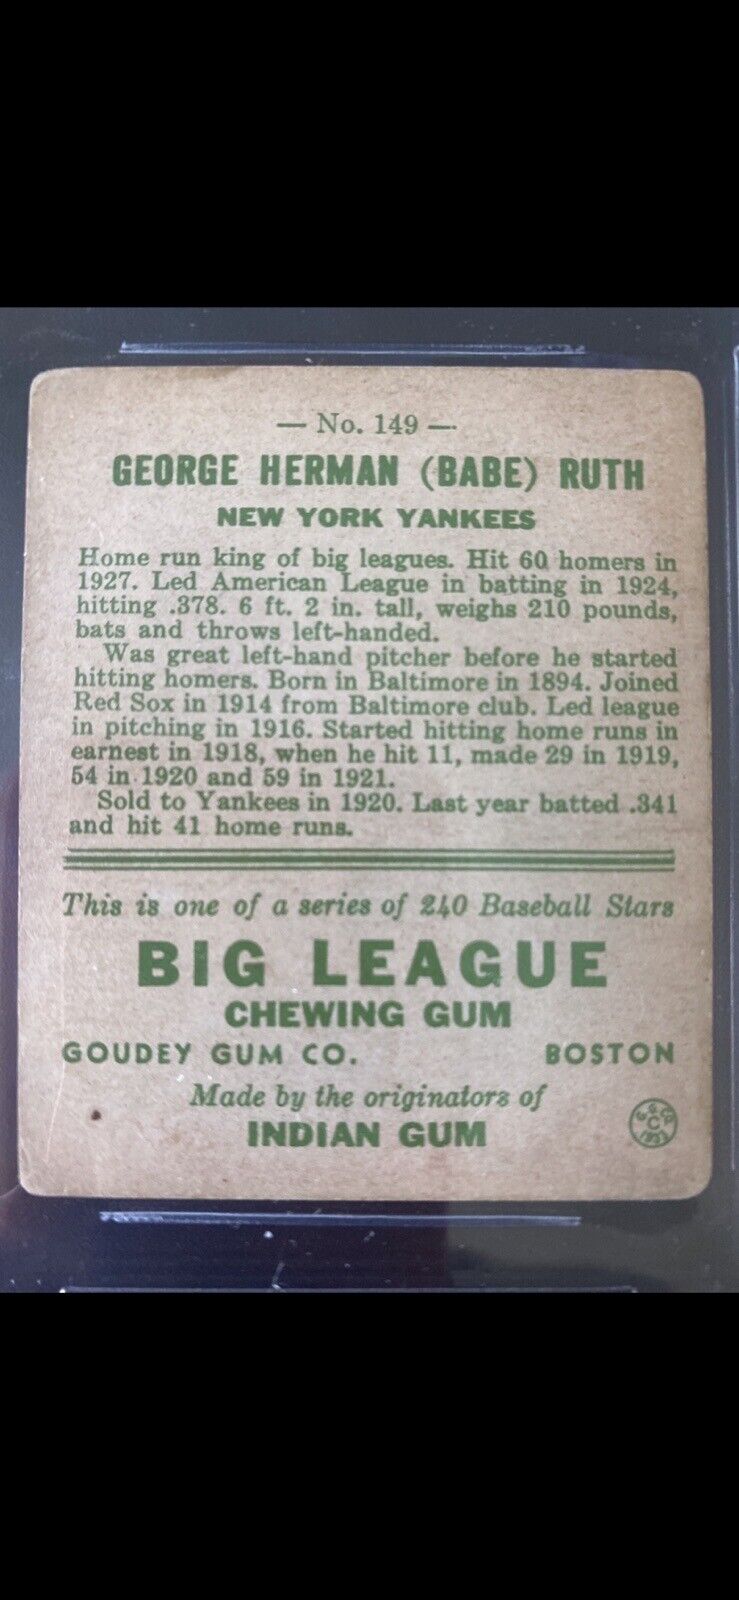 — No. 149 —
GEORGE HERMAN (BABE) RUTH
NEW YORK YANKEES
Home run king of big leagues. Hit 60 homers in
1927. Led American League in batting in 1924,
hitting .378. 6 ft. 2 in. tall, weighs 210 pounds,
bats and throws left-handed.
Was great left-hand pitcher before he started
hitting homers. Born in Baltimore in 1894. Joined
Red Sox in 1914 from Baltimore club. Led league
in pitching in 1916. Started hitting home runs in
earnest in 1918, when he hit 11, made 29 in 1919,
54 in 1920 and 59 in 1921.
Sold to Yankees in 1920. Last year batted .341
and hit 41 home runs.
This is one of a series of 240 Baseball Stars
BIG LEAGUE
CHEWING GUM
GOUDEY GUM CO. BOSTON
Made by the originators of
INDIAN GUM
G. G. Co.
C
1933